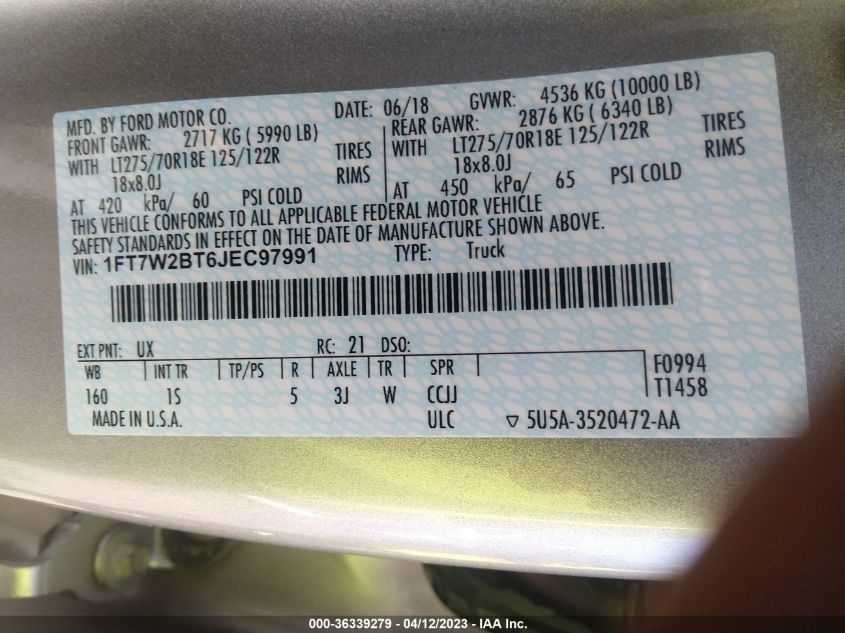 MFD. BY FORD MOTOR CO. DATE: 06/18 GVWR: 4536 KG (10000 LB)
FRONT GAWR: 2717 KG ( 5990 LB) REAR GAWR: 2876 KG ( 6340 LB)
WITH LT275/70R18E 125/122R TIRES WITH LT275/70R18E 125/122R TIRES
18x8.0J RIMS 18x8.0J RIMS
AT 420 kPa/ 60 PSI COLD AT 450 kPa/ 65 PSI COLD
THIS VEHICLE CONFORMS TO ALL APPLICABLE FEDERAL MOTOR VEHICLE
SAFETY STANDARDS IN EFFECT ON THE DATE OF MANUFACTURE SHOWN ABOVE.
VIN: 1FT7W2BT6JEC97991 TYPE: Truck
EXT PNT: UX RC: 21 DSO:
WB INT TR TP/PS R AXLE TR SPR F0994
160 1S 5 3J W CCJJ T1458
MADE IN U.S.A. ULC ▽ 5U5A-3520472-AA
000-36339279 - 04/12/2023 - IAA Inc.